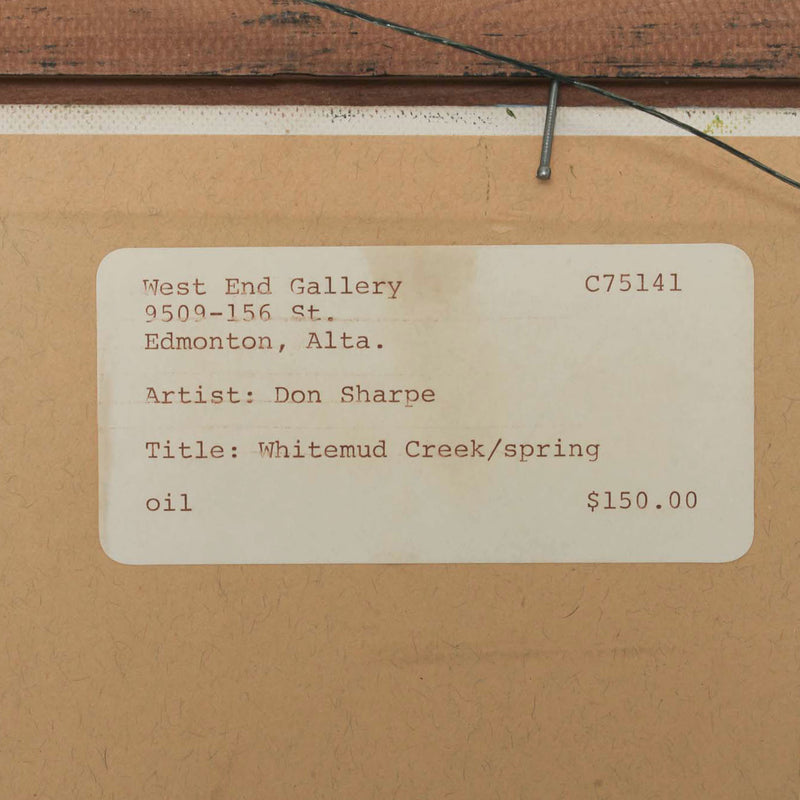 West End Gallery C75141
9509-156 St.
Edmonton, Alta.
Artist: Don Sharpe
Title: Whitemud Creek/spring
oil $150.00